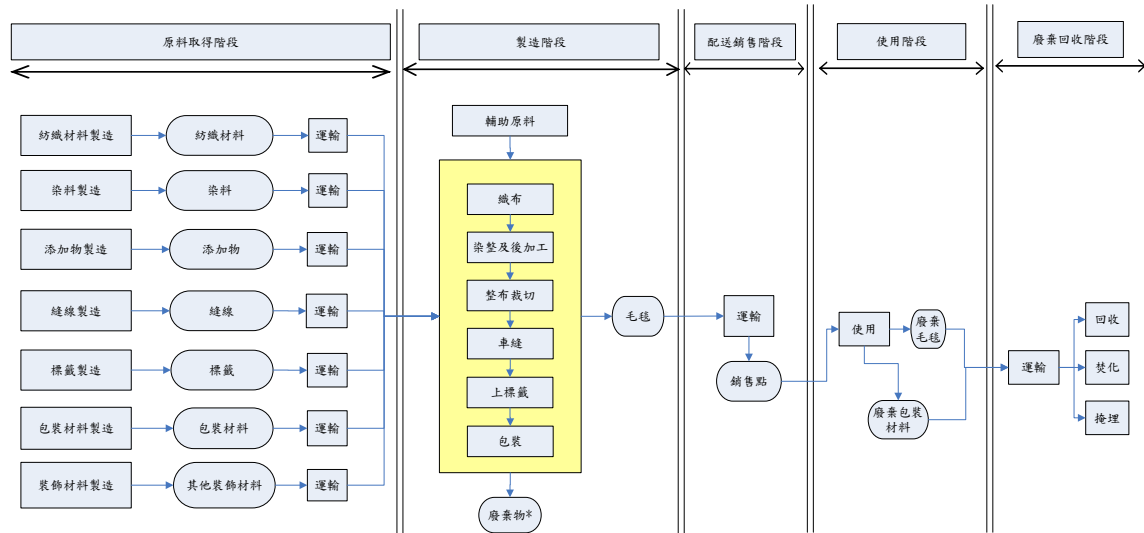 原料取得階段
製造階段
配送銷售階段
使用階段
廢棄回收階段
紡織材料製造
紡織材料
運輸
染料製造
染料
運輸
添加物製造
添加物
運輸
縫線製造
縫線
運輸
標籤製造
標籤
運輸
包裝材料製造
包裝材料
運輸
裝飾材料製造
其他裝飾材料
運輸
輔助原料
織布
染整及後加工
整布裁切
車縫
上標籤
包裝
廢棄物*
毛毯
運輸
銷售點
使用
廢棄
毛毯
廢棄包裝
材料
運輸
回收
焚化
掩埋